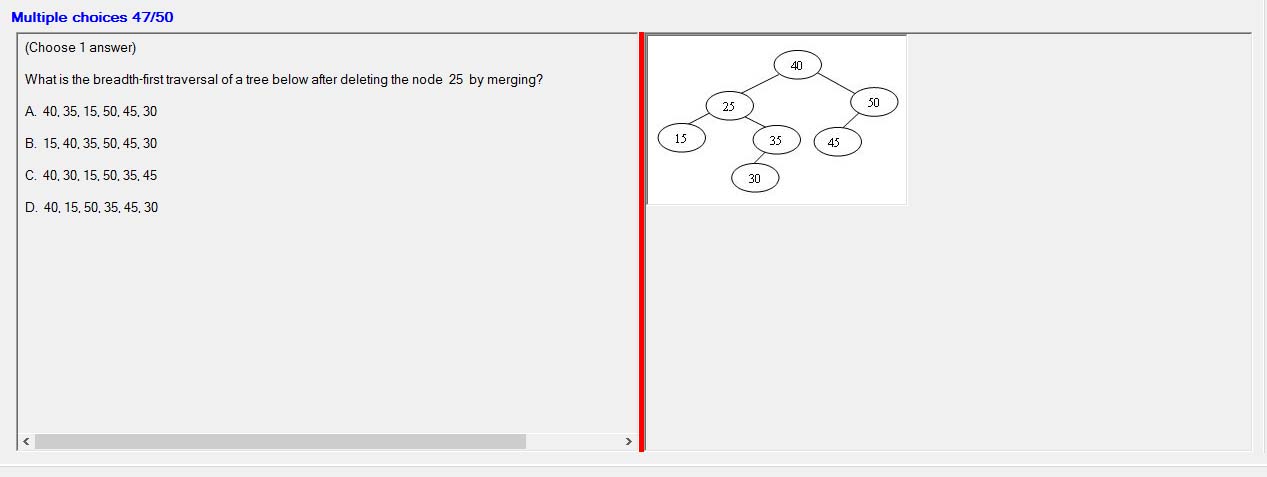 Multiple choices 47/50
(Choose 1 answer)
What is the breadth-first traversal of a tree below after deleting the node 25 by merging?
A. 40, 35, 15, 50, 45, 30
B. 15, 40, 35, 50, 45, 30
C. 40, 30, 15, 50, 35, 45
D. 40, 15, 50, 35, 45, 30
40
25
50
15
35
45
30